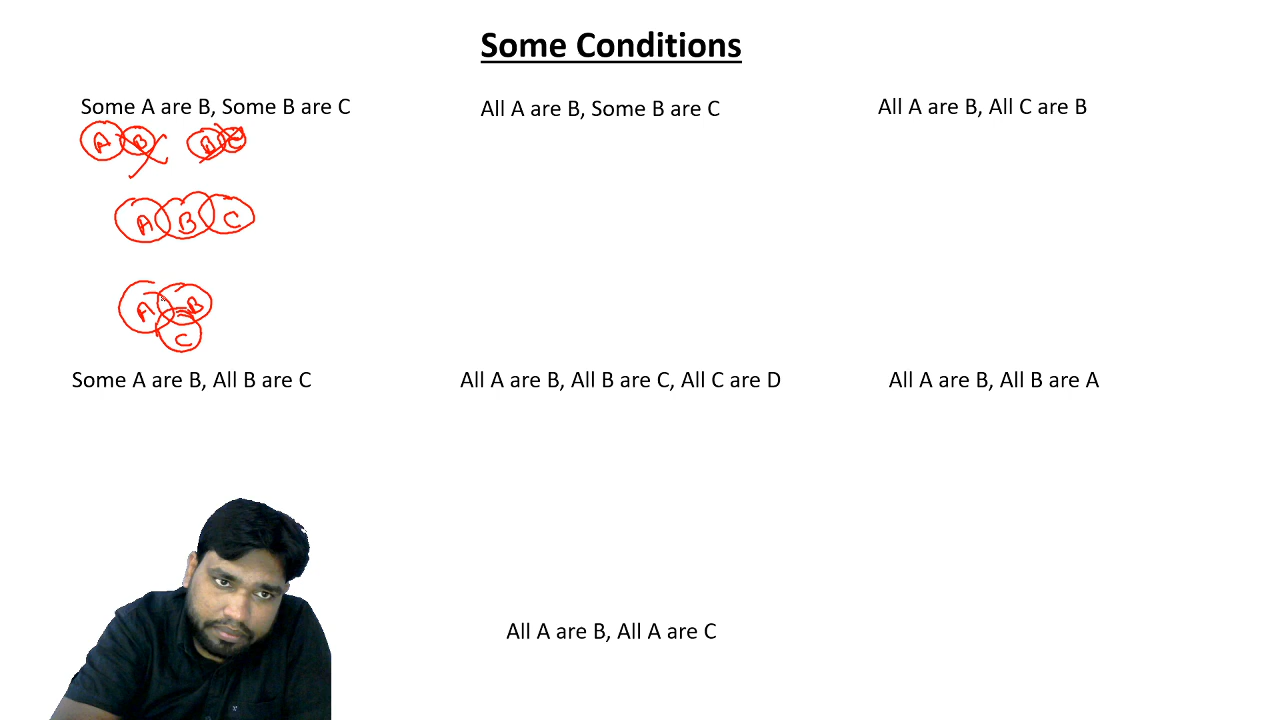 Some Conditions
Some A are B, Some B are C
All A are B, Some B are C
All A are B, All C are B
A B B C
A B C
A B
C
Some A are B, All B are C
All A are B, All B are C, All C are D
All A are B, All B are A
All A are B, All A are C